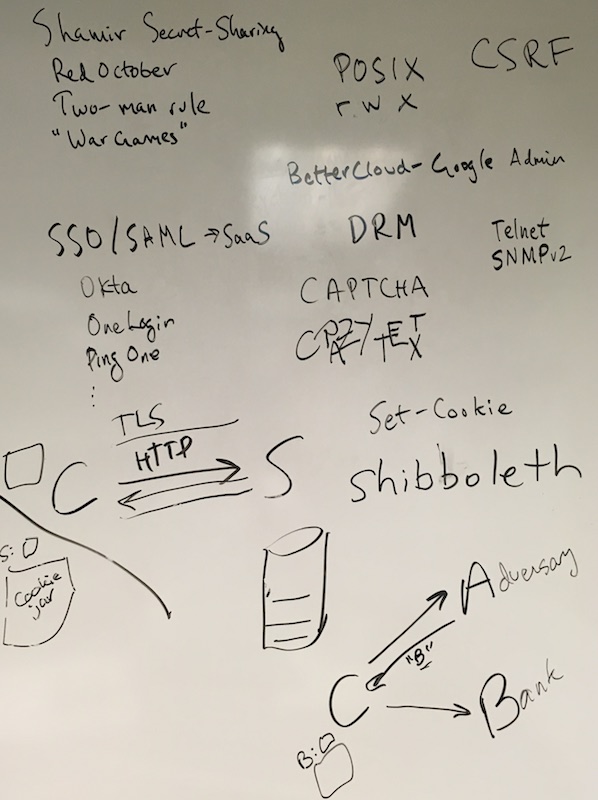 Shamir Secret-Sharing
Red October
Two-man rule
"War Games"
POSIX
r w x
CSRF
BetterCloud - Google Admin
SSO/SAML → SaaS
Okta
OneLogin
Ping One
⋮
DRM
CAPTCHA
CRAZY TEXT
Telnet
SNMPv2
TLS
HTTP
C
S
Set-Cookie
shibboleth
S:
Cookie
jar
Adversary
"B"
C
Bank
B: